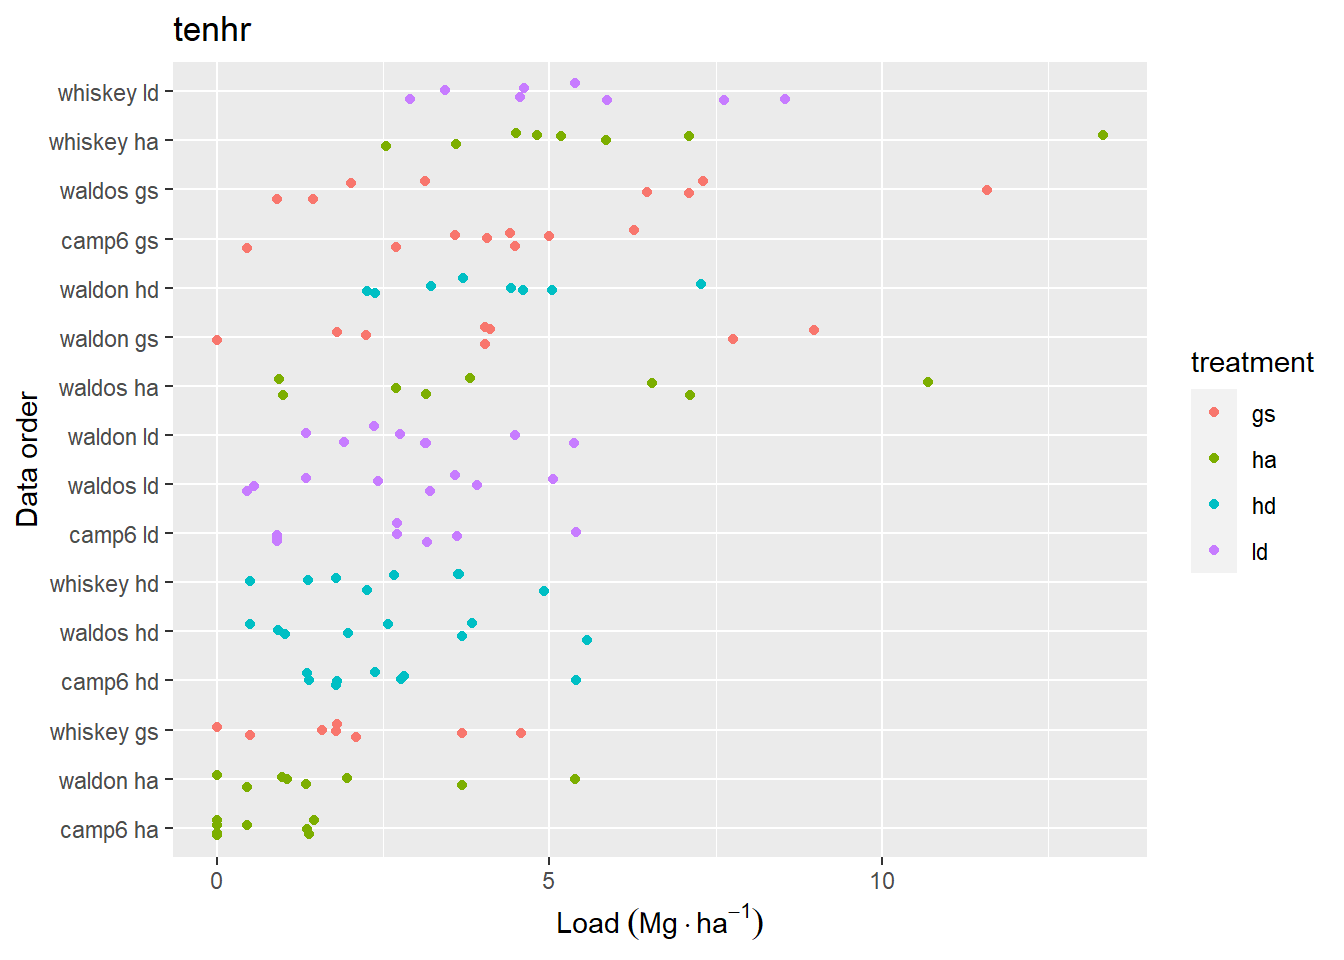 tenhr
whiskey ld
whiskey ha
waldos gs
camp6 gs
waldon hd
waldon gs
waldos ha
waldon ld
waldos ld
camp6 ld
whiskey hd
waldos hd
camp6 hd
whiskey gs
waldon ha
camp6 ha
Data order
0 5 10
Load (Mg · ha⁻¹)
treatment
gs
ha
hd
ld